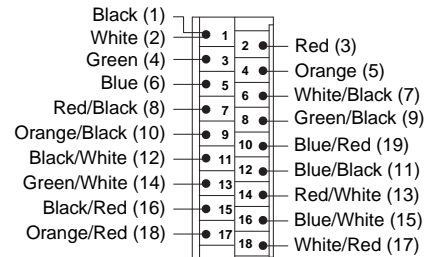 Black (1)
White (2)
Green (4)
Blue (6)
Red/Black (8)
Orange/Black (10)
Black/White (12)
Green/White (14)
Black/Red (16)
Orange/Red (18)
1
3
5
7
9
11
13
15
17
2
4
6
8
10
12
14
16
18
Red (3)
Orange (5)
White/Black (7)
Green/Black (9)
Blue/Red (19)
Blue/Black (11)
Red/White (13)
Blue/White (15)
White/Red (17)